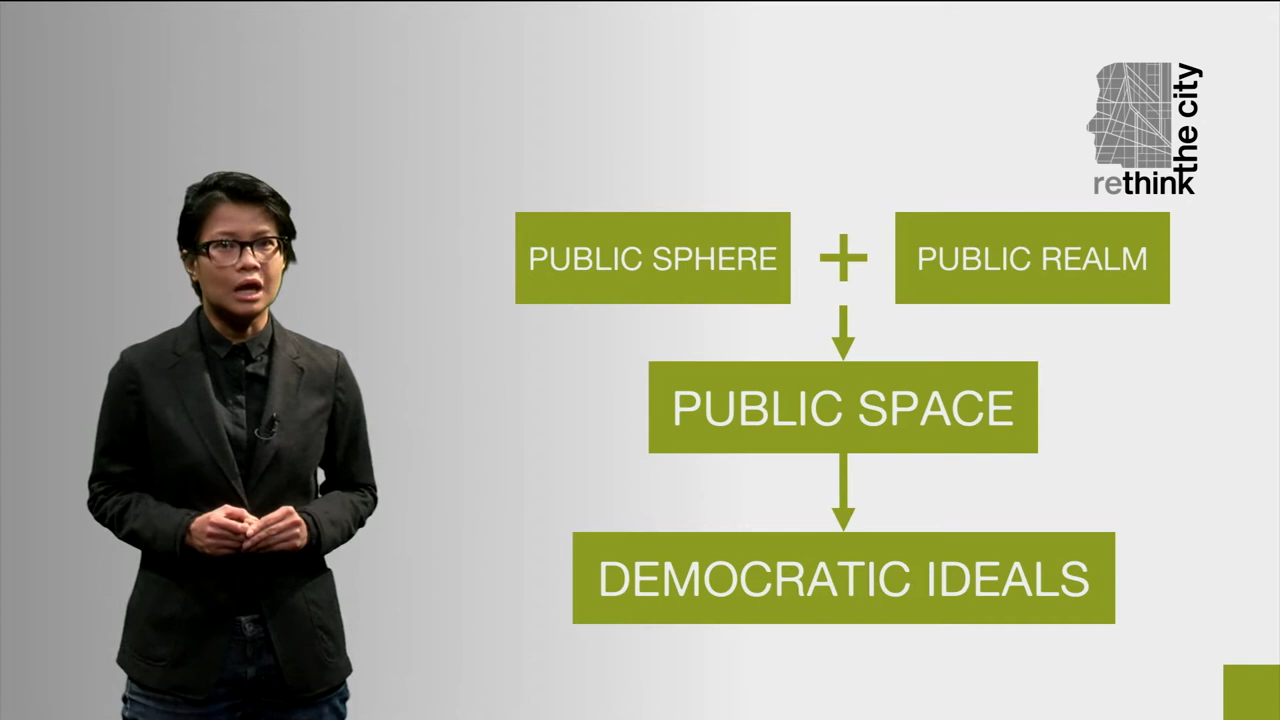 the city
rethink
PUBLIC SPHERE
PUBLIC REALM
PUBLIC SPACE
DEMOCRATIC IDEALS